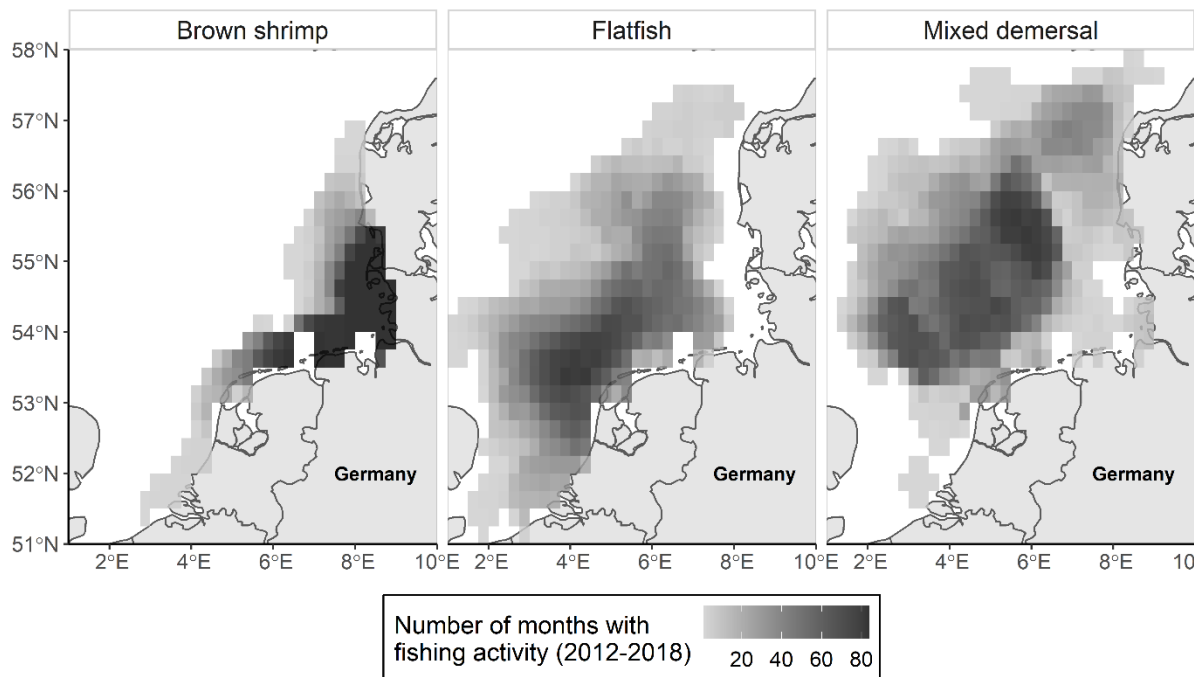 Brown shrimp Flatfish Mixed demersal
58°N
57°N
56°N
55°N
54°N
53°N
52°N
51°N
Germany Germany Germany
2°E 4°E 6°E 8°E 10°E 2°E 4°E 6°E 8°E 10°E 2°E 4°E 6°E 8°E 10°E
Number of months with
fishing activity (2012-2018)
20 40 60 80